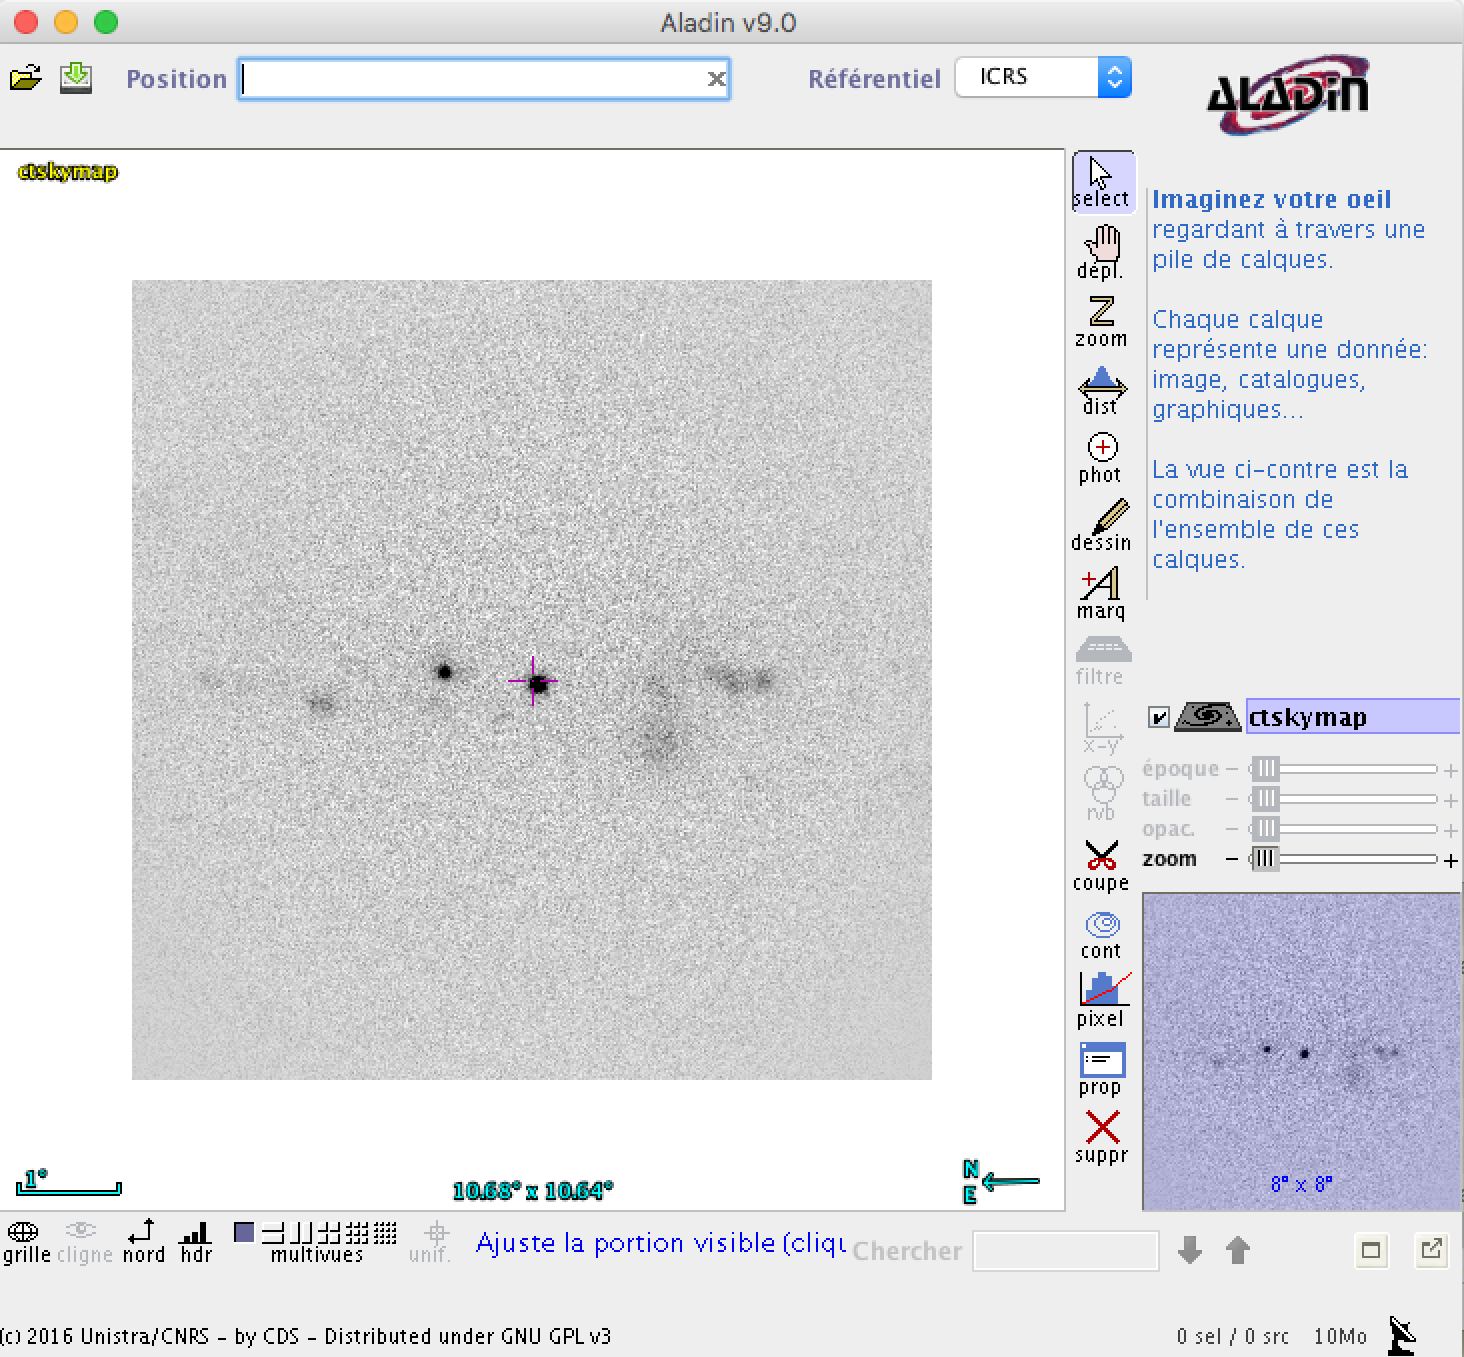 Aladin v9.0
Position
Référentiel
ICRS
ALADIN
ctskymap
select
dépl.
zoom
dist
phot
dessin
marq
filtre
x-y
rvb
coupe
cont
pixel
prop
suppr
Imaginez votre oeil
regardant à travers une
pile de calques.
Chaque calque
représente une donnée:
image, catalogues,
graphiques...
La vue ci-contre est la
combinaison de
l'ensemble de ces
calques.
ctskymap
époque - +
taille - +
opac. - +
zoom - +
8° x 8°
1°
10.68° x 10.64°
N
E
grille
cligne
nord
hdr
multivues
unif.
Ajuste la portion visible (cliqu
Chercher
(c) 2016 Unistra/CNRS - by CDS - Distributed under GNU GPL v3
0 sel / 0 src 10Mo